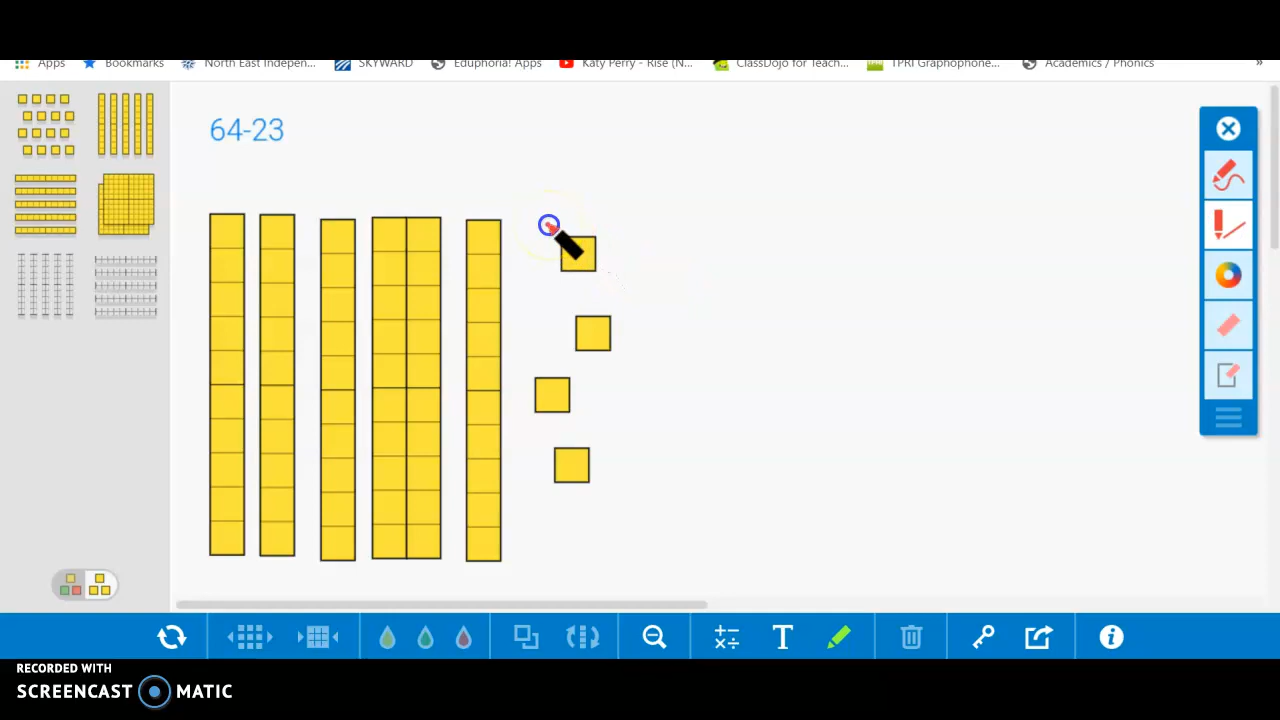 Apps Bookmarks North East Indepen... SKYWARD Eduphoria! Apps Katy Perry - Rise (N... ClassDojo for Teach... TPRI Graphophone... Academics / Phonics »
64-23
T
RECORDED WITH
SCREENCAST MATIC